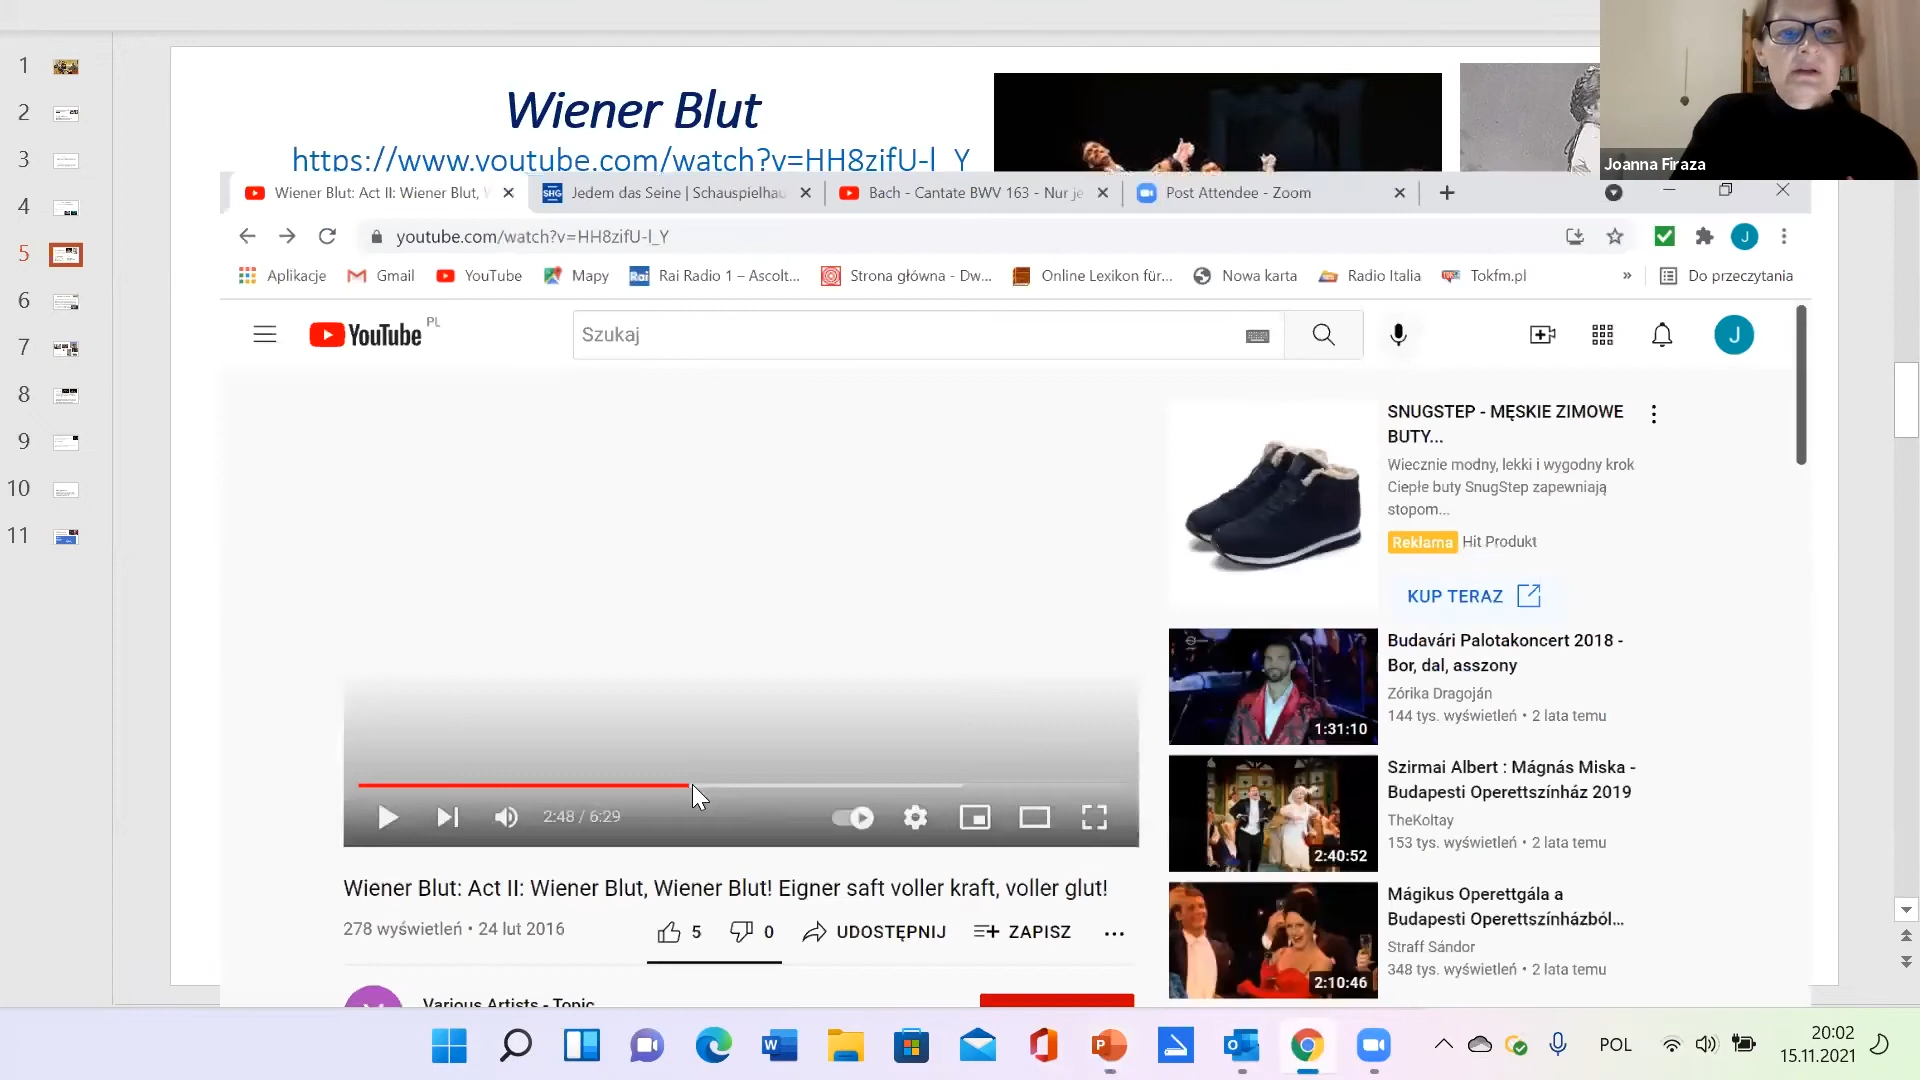 1
2
3
4
5
6
7
8
9
10
11
Wiener Blut
https://www.youtube.com/watch?v=HH8zifU-l_Y
Joanna Firaza
Wiener Blut: Act II: Wiener Blut,
Jedem das Seine | Schauspielhau
Bach - Cantate BWV 163 - Nur je
Post Attendee - Zoom
youtube.com/watch?v=HH8zifU-l_Y
J
Aplikacje
Gmail
YouTube
Mapy
Rai
Rai Radio 1 – Ascolt...
Strona główna - Dw...
Online Lexikon für...
Nowa karta
Radio Italia
Tokfm.pl
»
Do przeczytania
YouTube PL
Szukaj
J
SNUGSTEP - MĘSKIE ZIMOWE
BUTY...
Wiecznie modny, lekki i wygodny krok
Ciepłe buty SnugStep zapewniają
stopom...
Reklama Hit Produkt
KUP TERAZ
Budavári Palotakoncert 2018 -
Bor, dal, asszony
Zórika Dragoján
144 tys. wyświetleń • 2 lata temu
1:31:10
Szirmai Albert : Mágnás Miska -
Budapesti Operettszínház 2019
TheKoltay
153 tys. wyświetleń • 2 lata temu
2:40:52
Mágikus Operettgála a
Budapesti Operettszínházból...
Straff Sándor
348 tys. wyświetleń • 2 lata temu
2:10:46
2:48 / 6:29
Wiener Blut: Act II: Wiener Blut, Wiener Blut! Eigner saft voller kraft, voller glut!
278 wyświetleń • 24 lut 2016
5
0
UDOSTĘPNIJ
ZAPISZ
Various Artists - Topic
POL
20:02
15.11.2021